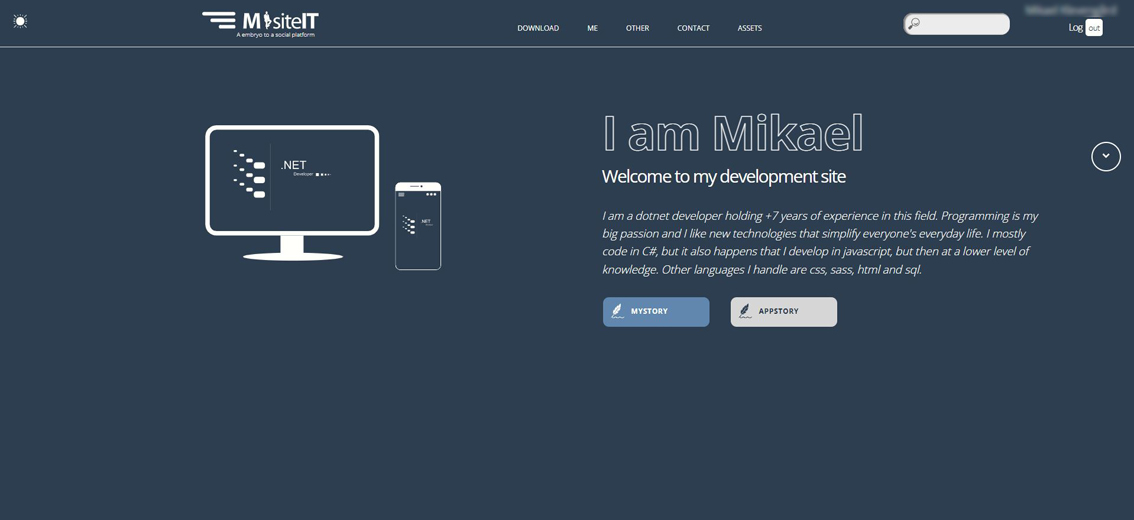 MisiteIT
A embryo to a social platform
DOWNLOAD ME OTHER CONTACT ASSETS
Log out
.NET
Developer
.NET
I am Mikael
Welcome to my development site
I am a dotnet developer holding +7 years of experience in this field. Programming is my
big passion and I like new technologies that simplify everyone's everyday life. I mostly
code in C#, but it also happens that I develop in javascript, but then at a lower level of
knowledge. Other languages I handle are css, sass, html and sql.
MYSTORY APPSTORY